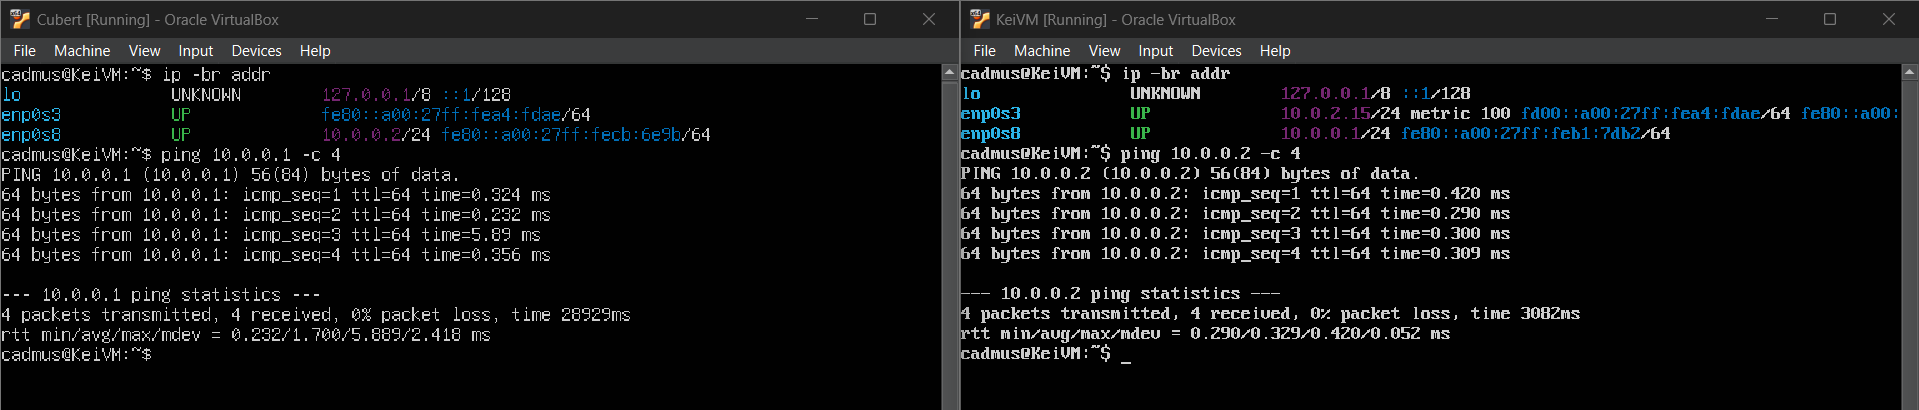 Cubert [Running] - Oracle VirtualBox
File Machine View Input Devices Help
cadmus@KeiVM:~$ ip -br addr
lo UNKNOWN 127.0.0.1/8 ::1/128
enp0s3 UP fe80::a00:27ff:fea4:fdae/64
enp0s8 UP 10.0.0.2/24 fe80::a00:27ff:fecb:6e9b/64
cadmus@KeiVM:~$ ping 10.0.0.1 -c 4
PING 10.0.0.1 (10.0.0.1) 56(84) bytes of data.
64 bytes from 10.0.0.1: icmp_seq=1 ttl=64 time=0.324 ms
64 bytes from 10.0.0.1: icmp_seq=2 ttl=64 time=0.232 ms
64 bytes from 10.0.0.1: icmp_seq=3 ttl=64 time=5.89 ms
64 bytes from 10.0.0.1: icmp_seq=4 ttl=64 time=0.356 ms
--- 10.0.0.1 ping statistics ---
4 packets transmitted, 4 received, 0% packet loss, time 28929ms
rtt min/avg/max/mdev = 0.232/1.700/5.889/2.418 ms
cadmus@KeiVM:~$
KeiVM [Running] - Oracle VirtualBox
File Machine View Input Devices Help
cadmus@KeiVM:~$ ip -br addr
lo UNKNOWN 127.0.0.1/8 ::1/128
enp0s3 UP 10.0.2.15/24 metric 100 fd00::a00:27ff:fea4:fdae/64 fe80::a00:
enp0s8 UP 10.0.0.1/24 fe80::a00:27ff:feb1:7db2/64
cadmus@KeiVM:~$ ping 10.0.0.2 -c 4
PING 10.0.0.2 (10.0.0.2) 56(84) bytes of data.
64 bytes from 10.0.0.2: icmp_seq=1 ttl=64 time=0.420 ms
64 bytes from 10.0.0.2: icmp_seq=2 ttl=64 time=0.290 ms
64 bytes from 10.0.0.2: icmp_seq=3 ttl=64 time=0.300 ms
64 bytes from 10.0.0.2: icmp_seq=4 ttl=64 time=0.309 ms
--- 10.0.0.2 ping statistics ---
4 packets transmitted, 4 received, 0% packet loss, time 3082ms
rtt min/avg/max/mdev = 0.290/0.329/0.420/0.052 ms
cadmus@KeiVM:~$ _